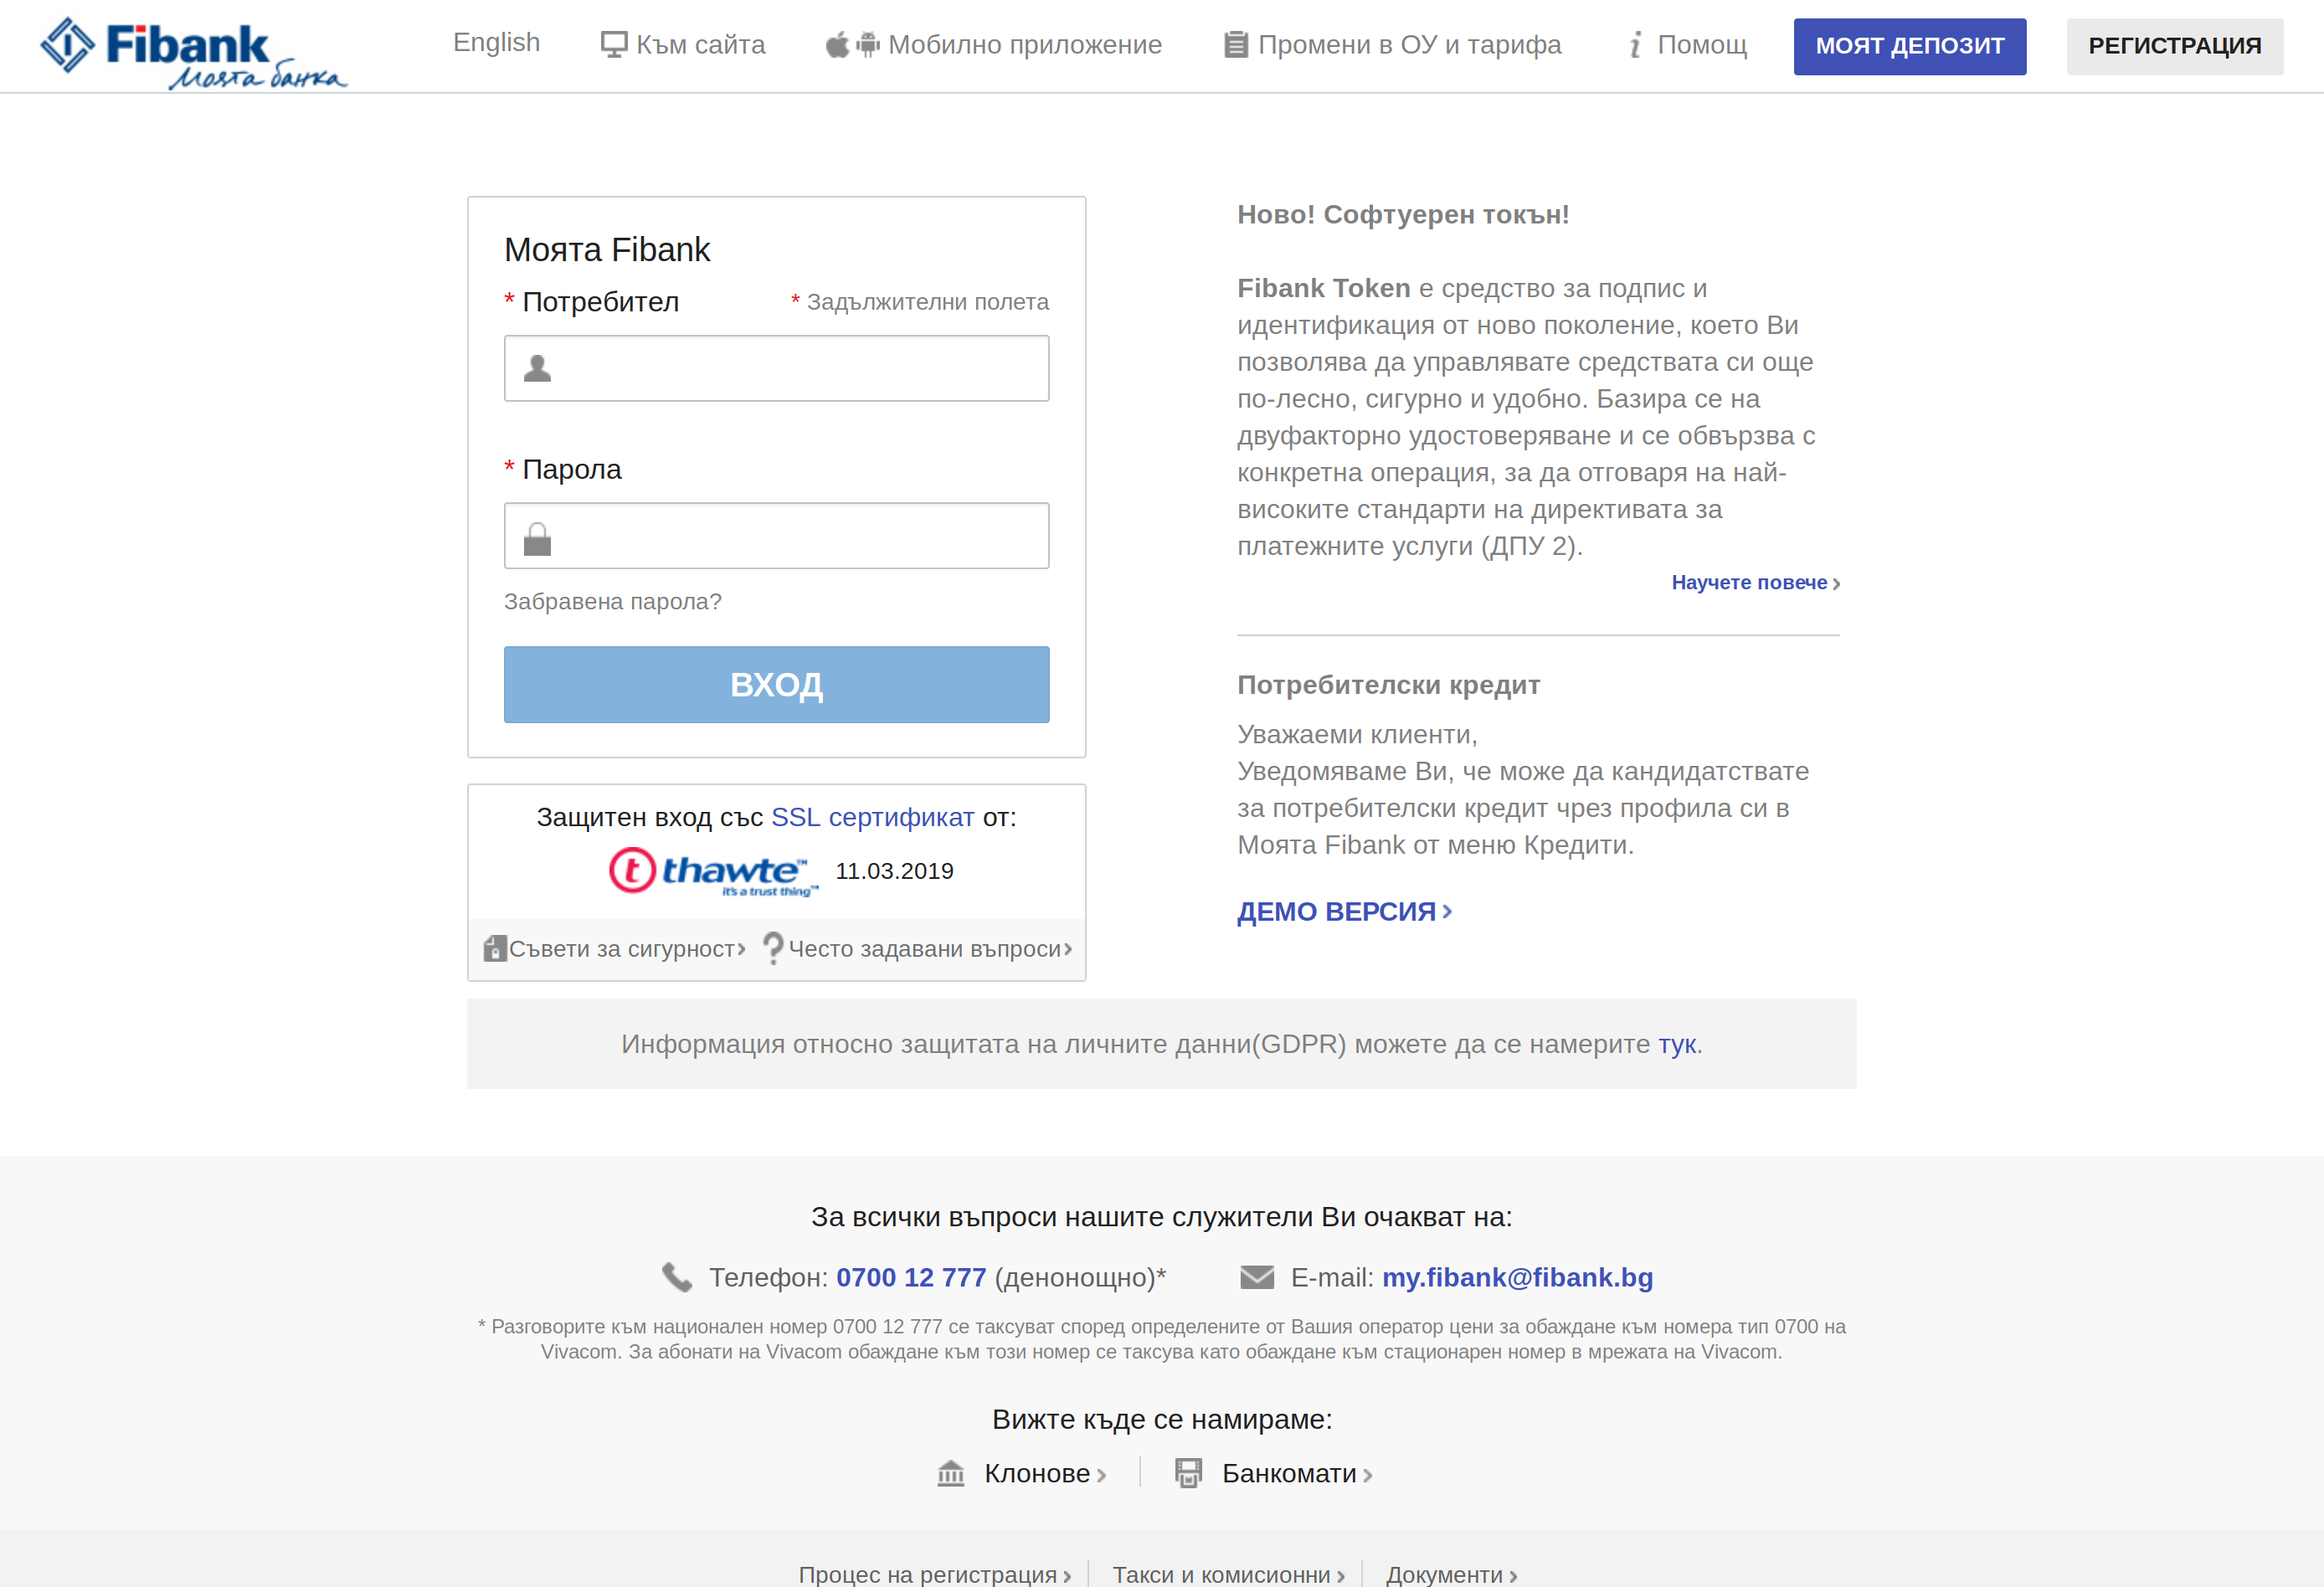 Fibank
Моята банка
English
Към сайта
Мобилно приложение
Промени в ОУ и тарифа
Помощ
МОЯТ ДЕПОЗИТ
РЕГИСТРАЦИЯ
Моята Fibank
* Потребител
* Задължителни полета
* Парола
Забравена парола?
ВХОД
Защитен вход със SSL сертификат от:
thawte™
it's a trust thing™
11.03.2019
Съвети за сигурност
Често задавани въпроси
Ново! Софтуерен токън!
Fibank Token е средство за подпис и
идентификация от ново поколение, което Ви
позволява да управлявате средствата си още
по-лесно, сигурно и удобно. Базира се на
двуфакторно удостоверяване и се обвързва с
конкретна операция, за да отговаря на най-
високите стандарти на директивата за
платежните услуги (ДПУ 2).
Научете повече
Потребителски кредит
Уважаеми клиенти,
Уведомяваме Ви, че може да кандидатствате
за потребителски кредит чрез профила си в
Моята Fibank от меню Кредити.
ДЕМО ВЕРСИЯ
Информация относно защитата на личните данни(GDPR) можете да се намерите тук.
За всички въпроси нашите служители Ви очакват на:
Телефон: 0700 12 777 (денонощно)*
E-mail: my.fibank@fibank.bg
* Разговорите към национален номер 0700 12 777 се таксуват според определените от Вашия оператор цени за обаждане към номера тип 0700 на
Vivacom. За абонати на Vivacom обаждане към този номер се таксува като обаждане към стационарен номер в мрежата на Vivacom.
Вижте къде се намираме:
Клонове
Банкомати
Процес на регистрация
Такси и комисионни
Документи